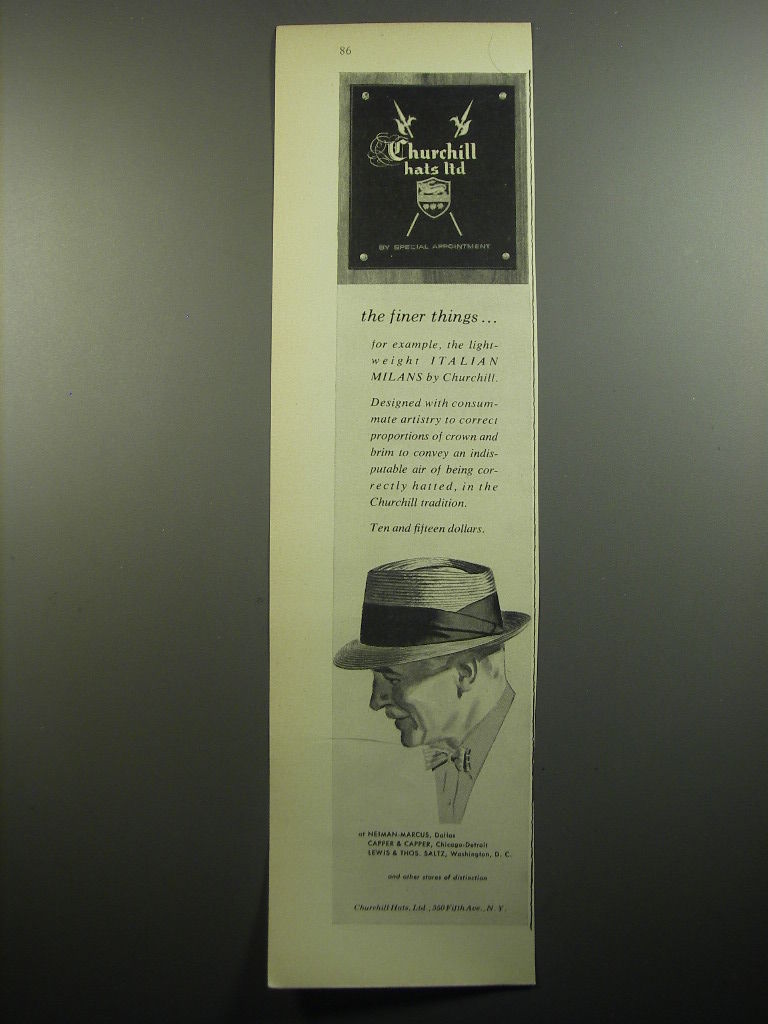 86
Churchill
hats ltd
BY SPECIAL APPOINTMENT
the finer things...
for example, the light-
weight ITALIAN
MILANS by Churchill.
Designed with consum-
mate artistry to correct
proportions of crown and
brim to convey an indis-
putable air of being cor-
rectly hatted, in the
Churchill tradition.
Ten and fifteen dollars.
at NEIMAN-MARCUS, Dallas
CAPPER & CAPPER, Chicago-Detroit
LEWIS & THOS. SALTZ, Washington, D. C.
and other stores of distinction
Churchill Hats, Ltd., 350 Fifth Ave., N. Y.